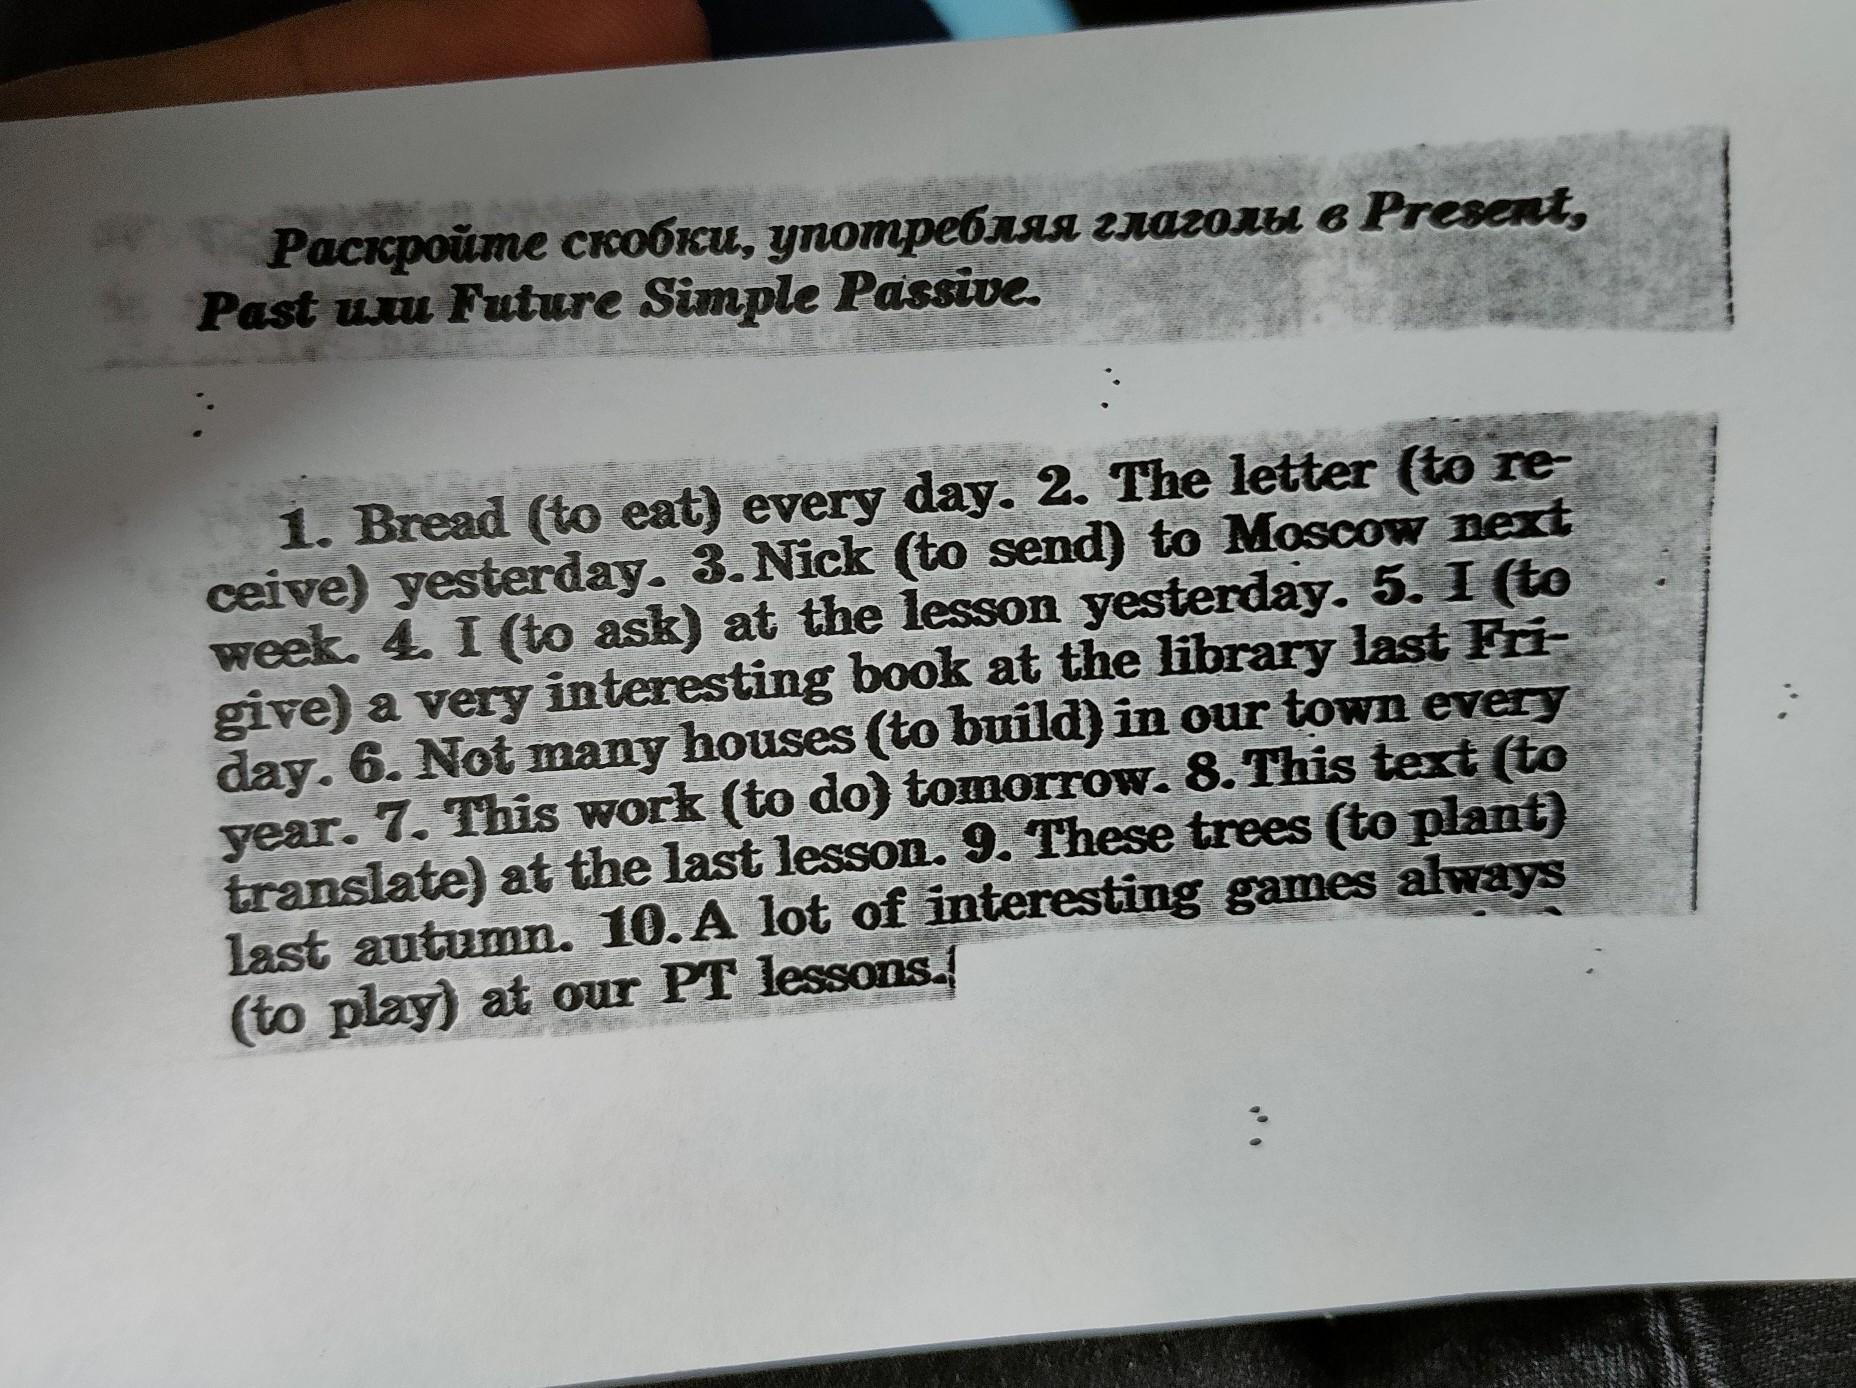 Раскройте скобки, употребляя глаголы в Present,
Past или Future Simple Passive.
1. Bread (to eat) every day. 2. The letter (to re-
ceive) yesterday. 3. Nick (to send) to Moscow next
week. 4. I (to ask) at the lesson yesterday. 5. I (to
give) a very interesting book at the library last Fri-
day. 6. Not many houses (to build) in our town every
year. 7. This work (to do) tomorrow. 8. This text (to
translate) at the last lesson. 9. These trees (to plant)
last autumn. 10. A lot of interesting games always
(to play) at our PT lessons.